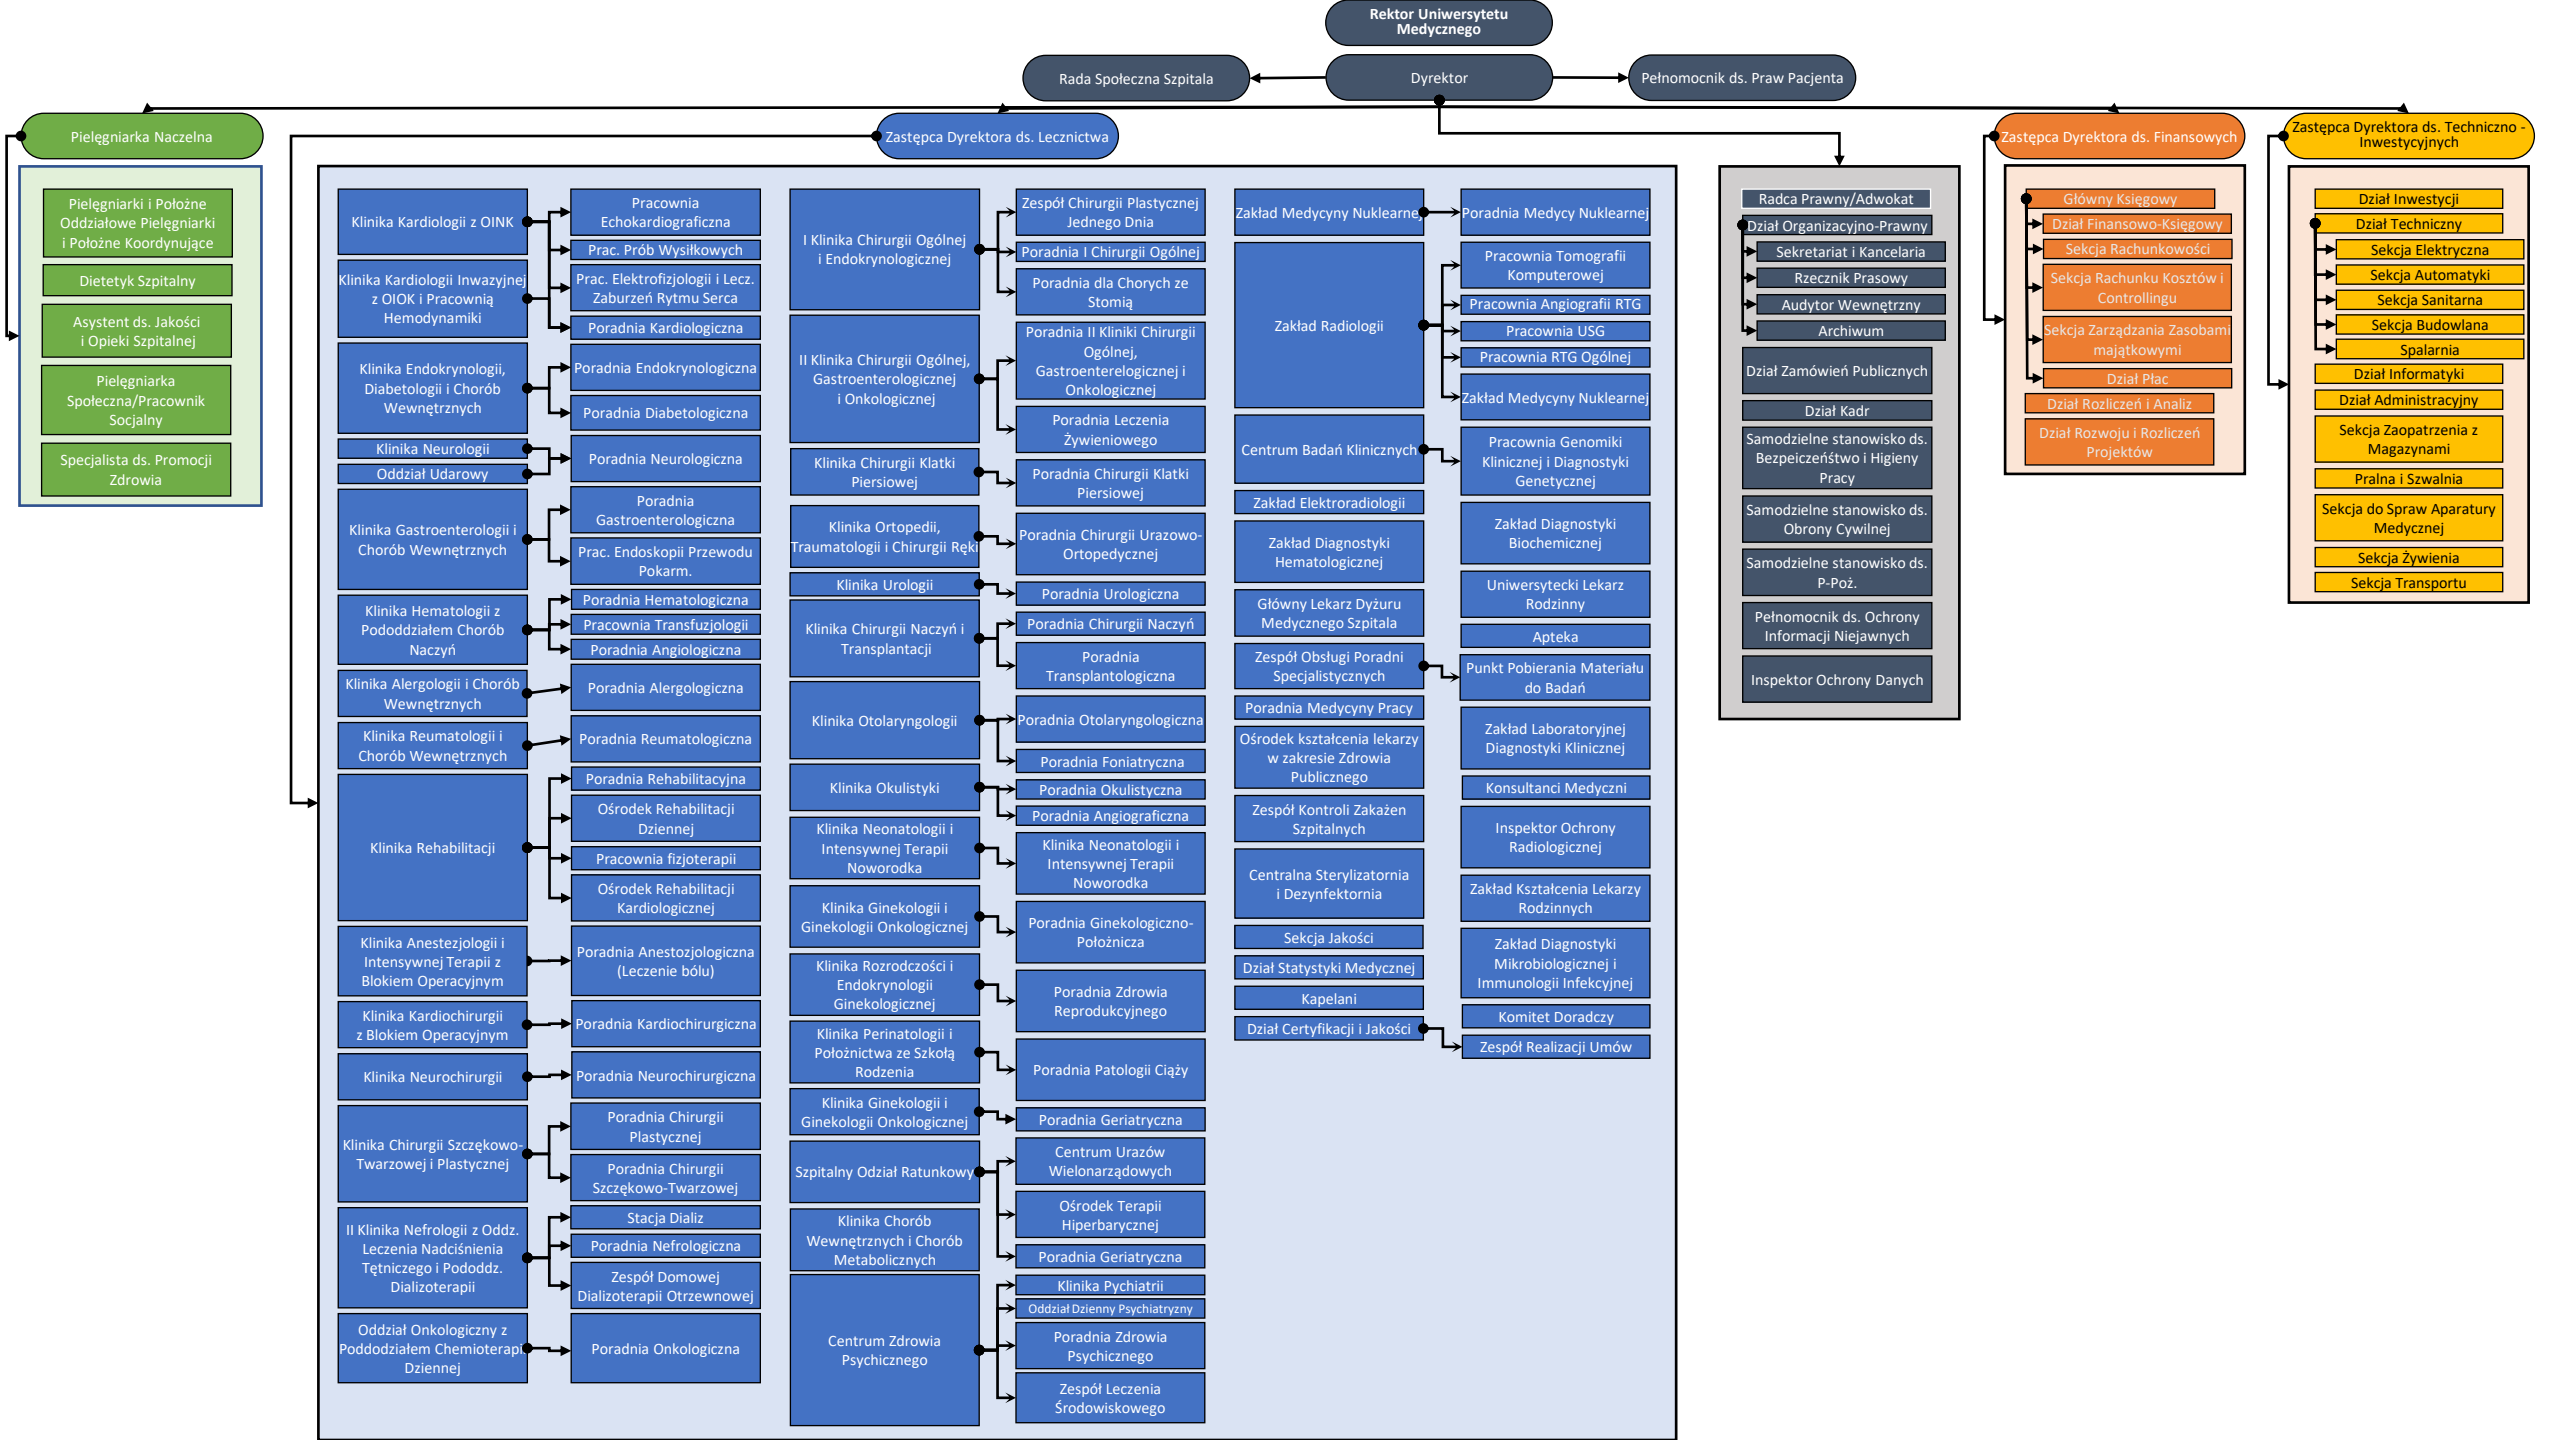 Rektor Uniwersytetu
Medycznego
Rada Społeczna Szpitala
Dyrektor
Pełnomocnik ds. Praw Pacjenta
Pielęgniarka Naczelna
Zastępca Dyrektora ds. Lecznictwa
Zastępca Dyrektora ds. Finansowych
Zastępca Dyrektora ds. Techniczno -
Inwestycyjnych
Pielęgniarki i Położne
Oddziałowe Pielęgniarki
i Położne Koordynujące
Dietetyk Szpitalny
Asystent ds. Jakości
i Opieki Szpitalnej
Pielęgniarka
Społeczna/Pracownik
Socjalny
Specjalista ds. Promocji
Zdrowia
Klinika Kardiologii z OINK
Klinika Kardiologii Inwazyjnej
z OIOK i Pracownią
Hemodynamiki
Klinika Endokrynologii,
Diabetologii i Chorób
Wewnętrznych
Klinika Neurologii
Oddział Udarowy
Klinika Gastroenterologii i
Chorób Wewnętrznych
Klinika Hematologii z
Pododdziałem Chorób
Naczyń
Klinika Alergologii i Chorób
Wewnętrznych
Klinika Reumatologii i
Chorób Wewnętrznych
Klinika Rehabilitacji
Klinika Anestezjologii i
Intensywnej Terapii z
Blokiem Operacyjnym
Klinika Kardiochirurgii
z Blokiem Operacyjnym
Klinika Neurochirurgii
Klinika Chirurgii Szczękowo-
Twarzowej i Plastycznej
II Klinika Nefrologii z Oddz.
Leczenia Nadciśnienia
Tętniczego i Pododdz.
Dializoterapii
Oddział Onkologiczny z
Poddodziałem Chemioterapi
Dziennej
Pracownia
Echokardiograficzna
Prac. Prób Wysiłkowych
Prac. Elektrofizjologii i Lecz.
Zaburzeń Rytmu Serca
Poradnia Kardiologiczna
Poradnia Endokrynologiczna
Poradnia Diabetologiczna
Poradnia Neurologiczna
Poradnia
Gastroenterologiczna
Prac. Endoskopii Przewodu
Pokarm.
Poradnia Hematologiczna
Pracownia Transfuzjologii
Poradnia Angiologiczna
Poradnia Alergologiczna
Poradnia Reumatologiczna
Poradnia Rehabilitacyjna
Ośrodek Rehabilitacji
Dziennej
Pracownia fizjoterapii
Ośrodek Rehabilitacji
Kardiologicznej
Poradnia Anestozjologiczna
(Leczenie bólu)
Poradnia Kardiochirurgiczna
Poradnia Neurochirurgiczna
Poradnia Chirurgii
Plastycznej
Poradnia Chirurgii
Szczękowo-Twarzowej
Stacja Dializ
Poradnia Nefrologiczna
Zespół Domowej
Dializoterapii Otrzewnowej
Poradnia Onkologiczna
I Klinika Chirurgii Ogólnej
i Endokrynologicznej
II Klinika Chirurgii Ogólnej,
Gastroenterologicznej
i Onkologicznej
Klinika Chirurgii Klatki
Piersiowej
Klinika Ortopedii,
Traumatologii i Chirurgii Ręki
Klinika Urologii
Klinika Chirurgii Naczyń i
Transplantacji
Klinika Otolaryngologii
Klinika Okulistyki
Klinika Neonatologii i
Intensywnej Terapii
Noworodka
Klinika Ginekologii i
Ginekologii Onkologicznej
Klinika Rozrodczości i
Endokrynologii
Ginekologicznej
Klinika Perinatologii i
Położnictwa ze Szkołą
Rodzenia
Klinika Ginekologii i
Ginekologii Onkologicznej
Szpitalny Odział Ratunkowy
Klinika Chorób
Wewnętrznych i Chorób
Metabolicznych
Centrum Zdrowia
Psychicznego
Zespół Chirurgii Plastycznej
Jednego Dnia
Poradnia I Chirurgii Ogólnej
Poradnia dla Chorych ze
Stomią
Poradnia II Kliniki Chirurgii
Ogólnej,
Gastroenterelogicznej i
Onkologicznej
Poradnia Leczenia
Żywieniowego
Poradnia Chirurgii Klatki
Piersiowej
Poradnia Chirurgii Urazowo-
Ortopedycznej
Poradnia Urologiczna
Poradnia Chirurgii Naczyń
Poradnia
Transplantologiczna
Poradnia Otolaryngologiczna
Poradnia Foniatryczna
Poradnia Okulistyczna
Poradnia Angiograficzna
Klinika Neonatologii i
Intensywnej Terapii
Noworodka
Poradnia Ginekologiczno-
Położnicza
Poradnia Zdrowia
Reprodukcyjnego
Poradnia Patologii Ciąży
Poradnia Geriatryczna
Centrum Urazów
Wielonarządowych
Ośrodek Terapii
Hiperbarycznej
Poradnia Geriatryczna
Klinika Pychiatrii
Oddział Dzienny Psychiatryzny
Poradnia Zdrowia
Psychicznego
Zespół Leczenia
Środowiskowego
Zakład Medycyny Nuklearnej
Zakład Radiologii
Centrum Badań Klinicznych
Zakład Elektroradiologii
Zakład Diagnostyki
Hematologicznej
Główny Lekarz Dyżuru
Medycznego Szpitala
Zespół Obsługi Poradni
Specjalistycznych
Poradnia Medycyny Pracy
Ośrodek kształcenia lekarzy
w zakresie Zdrowia
Publicznego
Zespół Kontroli Zakażen
Szpitalnych
Centralna Sterylizatornia
i Dezynfektornia
Sekcja Jakości
Dział Statystyki Medycznej
Kapelani
Dział Certyfikacji i Jakości
Poradnia Medycy Nuklearnej
Pracownia Tomografii
Komputerowej
Pracownia Angiografii RTG
Pracownia USG
Pracownia RTG Ogólnej
Zakład Medycyny Nuklearnej
Pracownia Genomiki
Klinicznej i Diagnostyki
Genetycznej
Zakład Diagnostyki
Biochemicznej
Uniwersytecki Lekarz
Rodzinny
Apteka
Punkt Pobierania Materiału
do Badań
Zakład Laboratoryjnej
Diagnostyki Klinicznej
Konsultanci Medyczni
Inspektor Ochrony
Radiologicznej
Zakład Kształcenia Lekarzy
Rodzinnych
Zakład Diagnostyki
Mikrobiologicznej i
Immunologii Infekcyjnej
Komitet Doradczy
Zespół Realizacji Umów
Radca Prawny/Adwokat
Dział Organizacyjno-Prawny
Sekretariat i Kancelaria
Rzecznik Prasowy
Audytor Wewnętrzny
Archiwum
Dział Zamówień Publicznych
Dział Kadr
Samodzielne stanowisko ds.
Bezpieczeńśtwo i Higieny
Pracy
Samodzielne stanowisko ds.
Obrony Cywilnej
Samodzielne stanowisko ds.
P-Poż.
Pełnomocnik ds. Ochrony
Informacji Niejawnych
Inspektor Ochrony Danych
Główny Księgowy
Dział Finansowo-Księgowy
Sekcja Rachunkowości
Sekcja Rachunku Kosztów i
Controllingu
Sekcja Zarządzania Zasobami
majątkowymi
Dział Płac
Dział Rozliczeń i Analiz
Dział Rozwoju i Rozliczeń
Projektów
Dział Inwestycji
Dział Techniczny
Sekcja Elektryczna
Sekcja Automatyki
Sekcja Sanitarna
Sekcja Budowlana
Spalarnia
Dział Informatyki
Dział Administracyjny
Sekcja Zaopatrzenia z
Magazynami
Pralna i Szwalnia
Sekcja do Spraw Aparatury
Medycznej
Sekcja Żywienia
Sekcja Transportu